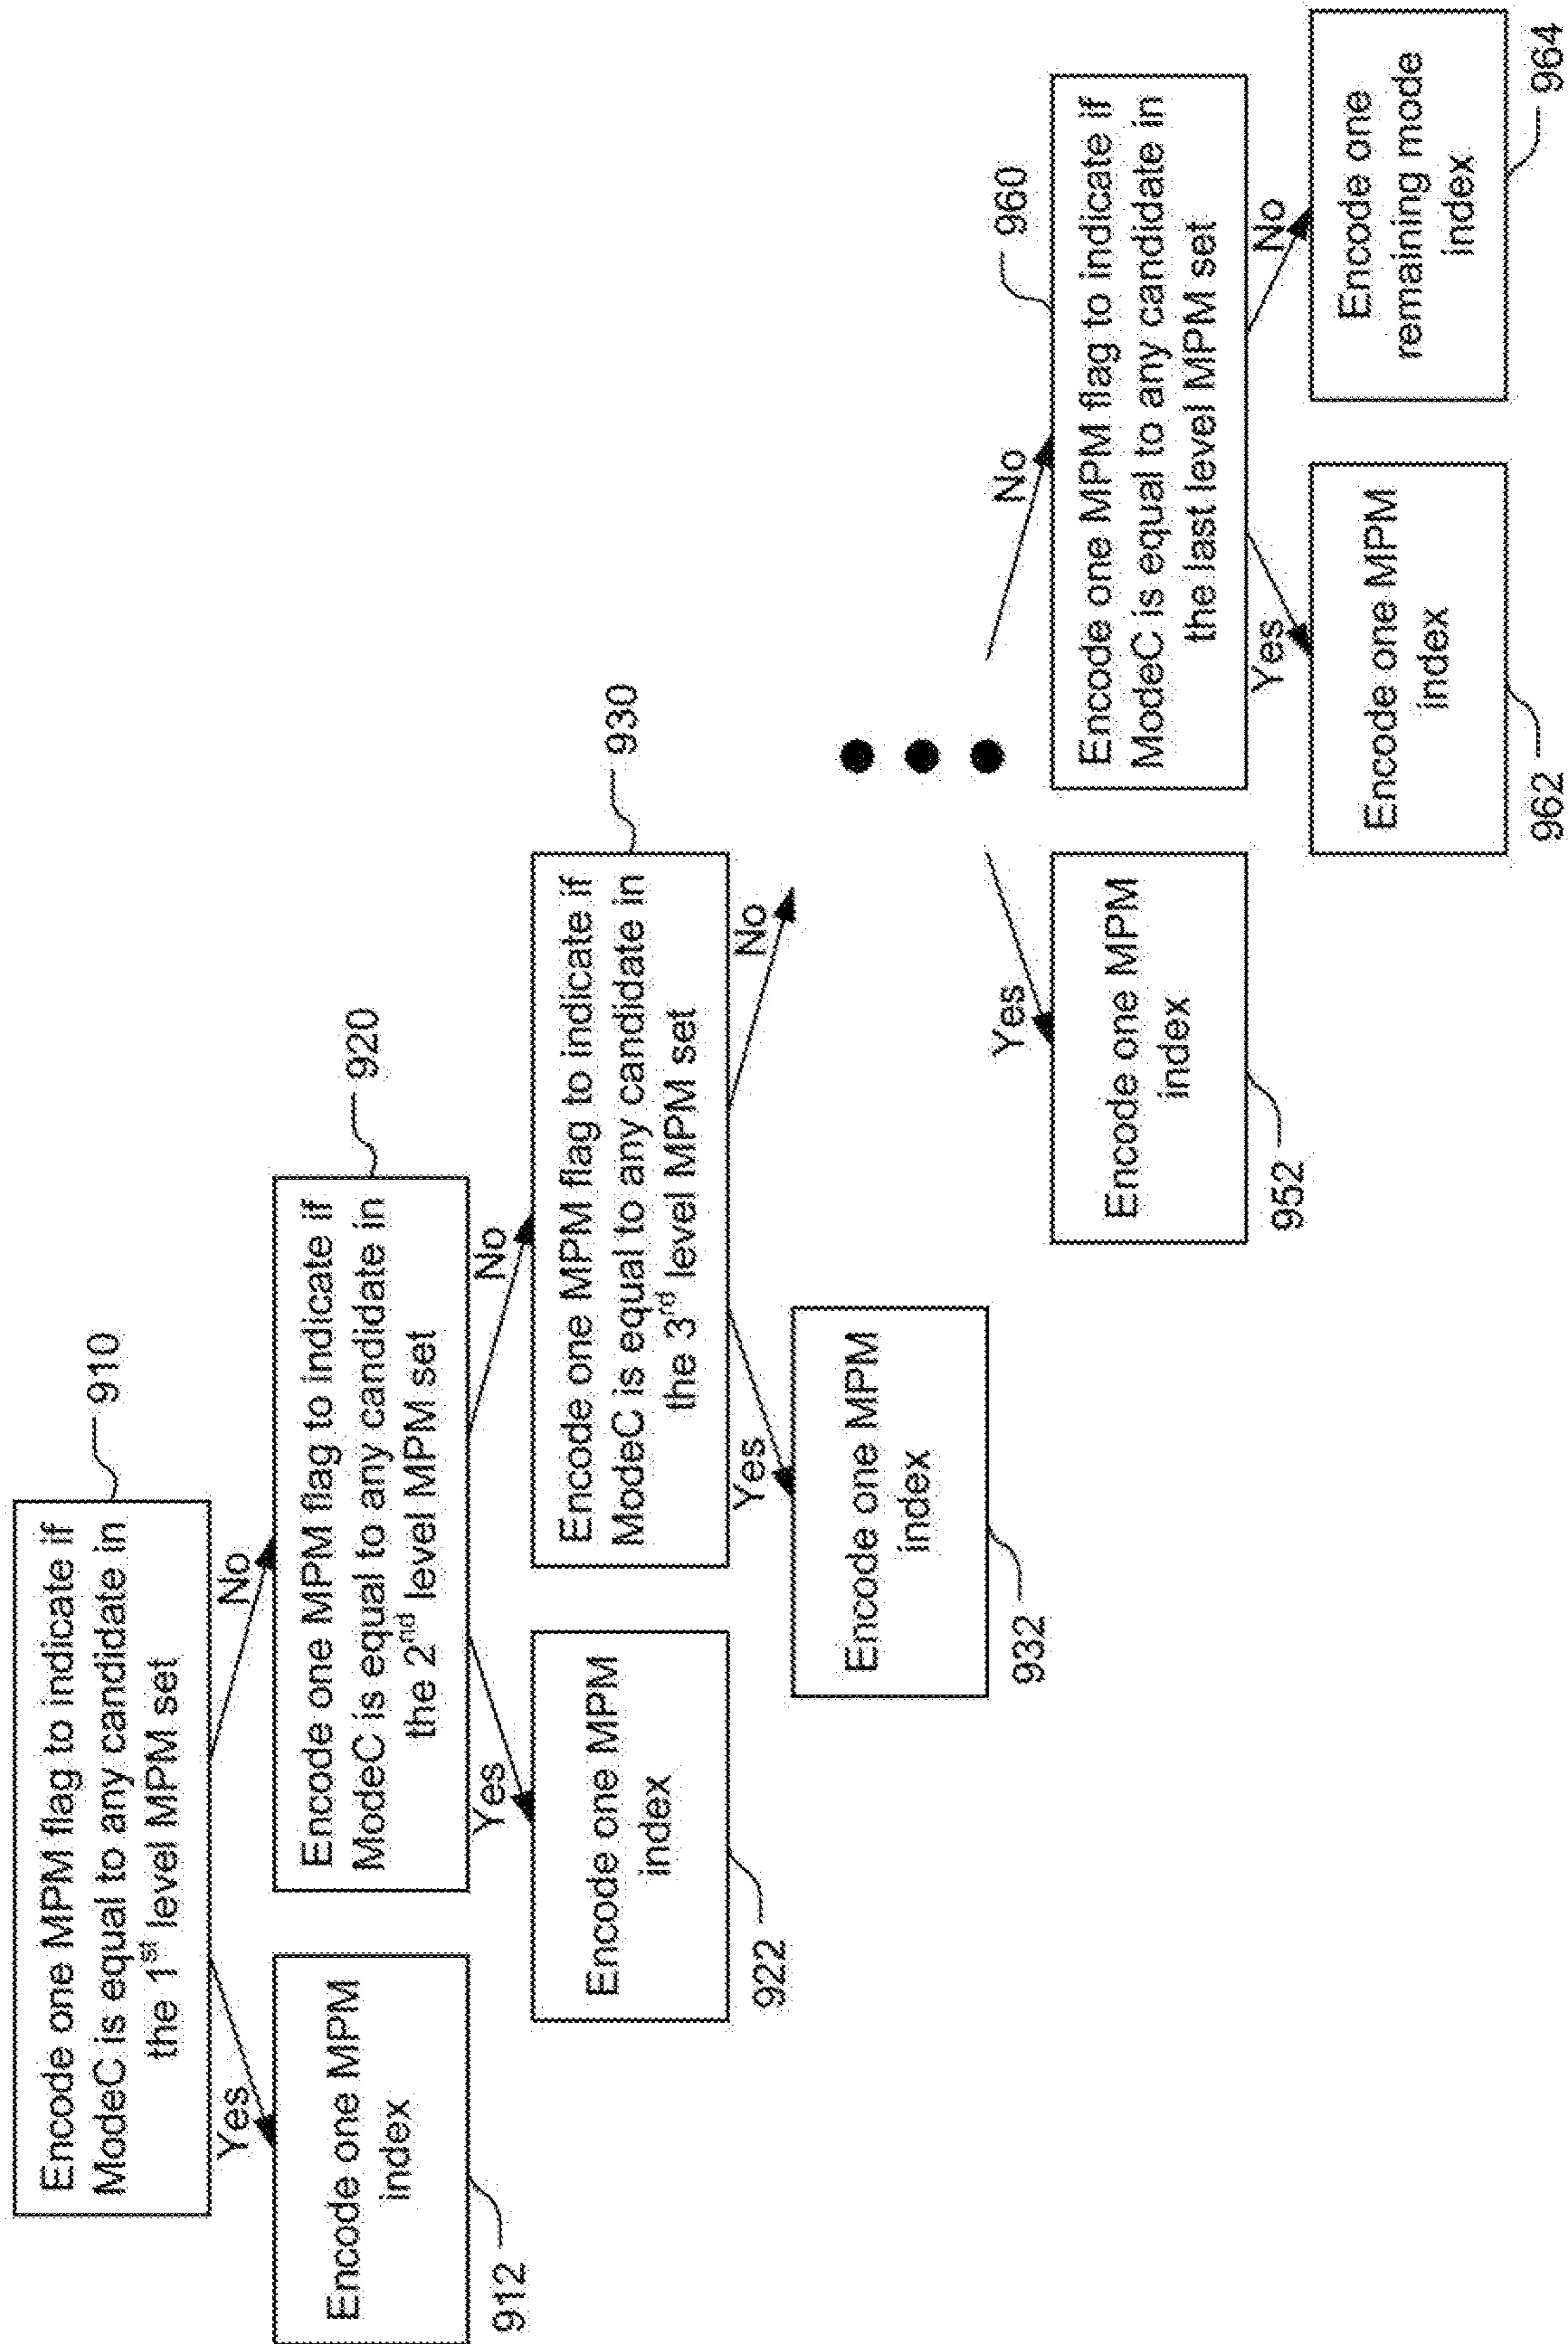 Encode one MPM flag to indicate if
ModeC is equal to any candidate in
the 1st level MPM set
910
Yes
No
Encode one MPM
index
912
Encode one MPM flag to indicate if
ModeC is equal to any candidate in
the 2nd level MPM set
920
Yes
No
Encode one MPM
index
922
Encode one MPM flag to indicate if
ModeC is equal to any candidate in
the 3rd level MPM set
930
Yes
No
Encode one MPM
index
932
Yes
No
Encode one MPM
index
952
Encode one MPM flag to indicate if
ModeC is equal to any candidate in
the last level MPM set
960
Yes
No
Encode one MPM
index
962
Encode one
remaining mode
index
964